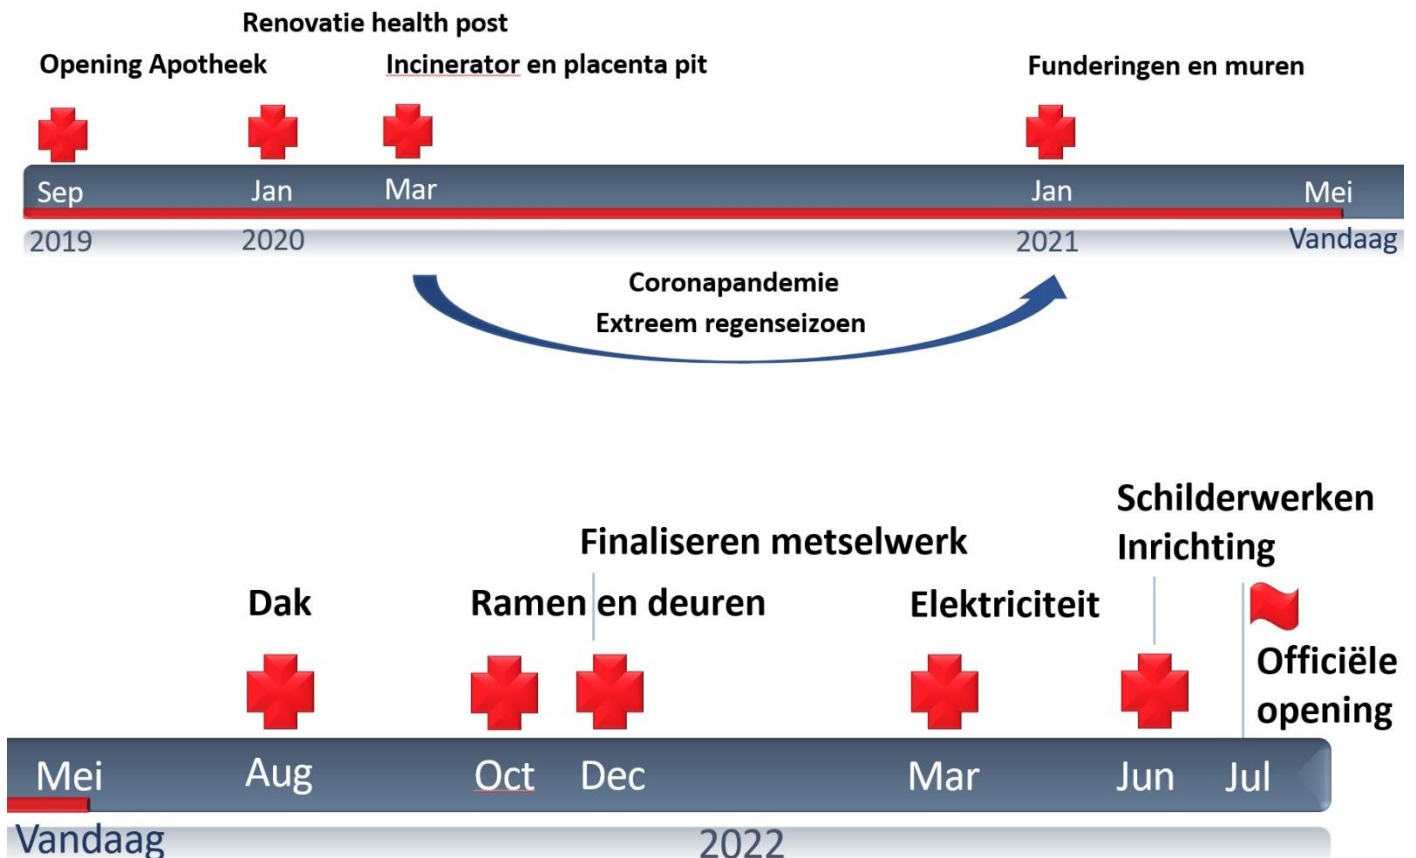 Renovatie health post
Opening Apotheek
Incinerator en placenta pit
Funderingen en muren
Sep
Jan
Mar
Jan
Mei
2019
2020
2021
Vandaag
Coronapandemie
Extreem regenseizoen
Schilderwerken
Inrichting
Finaliseren metselwerk
Dak
Ramen en deuren
Elektriciteit
Officiële
opening
Mei
Aug
Oct
Dec
Mar
Jun
Jul
Vandaag
2022